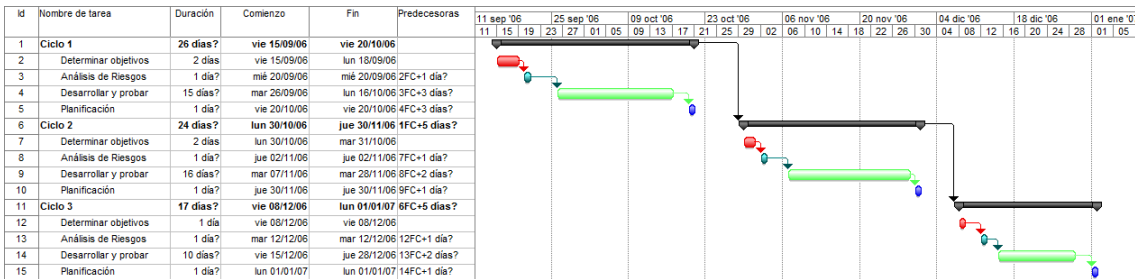 Id Nombre de tarea Duración Comienzo Fin Predecesoras 11 sep '06 25 sep '06 09 oct '06 23 oct '06 06 nov '06 20 nov '06 04 dic '06 18 dic '06 01 ene '07
11 15 19 23 27 01 05 09 13 17 21 25 29 02 06 10 14 18 22 26 30 04 08 12 16 20 24 28 01 05
1 Ciclo 1 26 días? vie 15/09/06 vie 20/10/06
2 Determinar objetivos 2 días vie 15/09/06 lun 18/09/06
3 Análisis de Riesgos 1 día? mié 20/09/06 mié 20/09/06 2FC+1 día?
4 Desarrollar y probar 15 días? mar 26/09/06 lun 16/10/06 3FC+3 días?
5 Planificación 1 día? vie 20/10/06 vie 20/10/06 4FC+3 días?
6 Ciclo 2 24 días? lun 30/10/06 jue 30/11/06 1FC+5 días?
7 Determinar objetivos 2 días lun 30/10/06 mar 31/10/06
8 Análisis de Riesgos 1 día? jue 02/11/06 jue 02/11/06 7FC+1 día?
9 Desarrollar y probar 16 días? mar 07/11/06 mar 28/11/06 8FC+2 días?
10 Planificación 1 día? jue 30/11/06 jue 30/11/06 9FC+1 día?
11 Ciclo 3 17 días? vie 08/12/06 lun 01/01/07 6FC+5 días?
12 Determinar objetivos 1 día vie 08/12/06 vie 08/12/06
13 Análisis de Riesgos 1 día? mar 12/12/06 mar 12/12/06 12FC+1 día?
14 Desarrollar y probar 10 días? vie 15/12/06 jue 28/12/06 13FC+2 días?
15 Planificación 1 día? lun 01/01/07 lun 01/01/07 14FC+1 día?